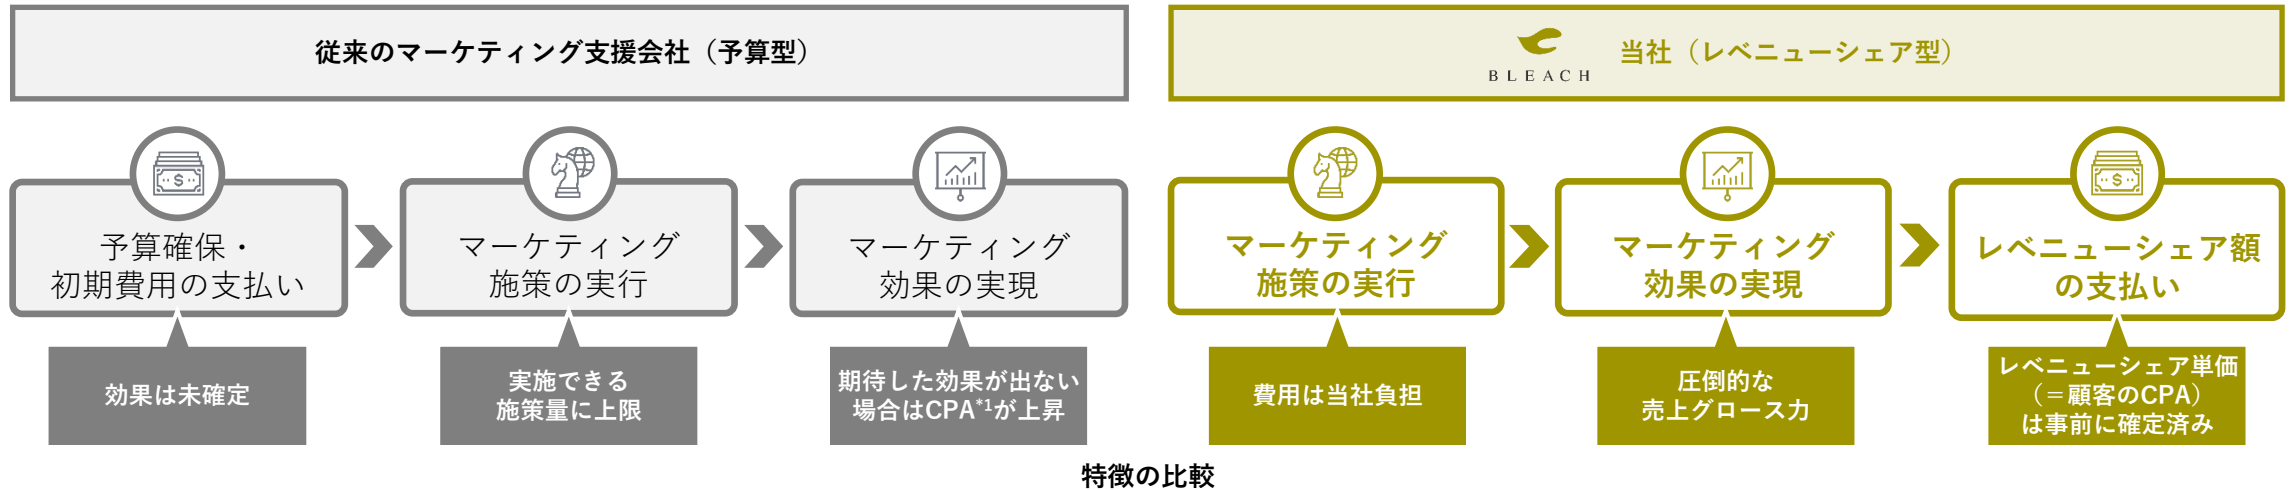 従来のマーケティング支援会社（予算型）
BLEACH
当社（レベニューシェア型）
予算確保・
初期費用の支払い
マーケティング
施策の実行
マーケティング
効果の実現
マーケティング
施策の実行
マーケティング
効果の実現
レベニューシェア額
の支払い
効果は未確定
実施できる
施策量に上限
期待した効果が出ない
場合はCPA*1が上昇
費用は当社負担
圧倒的な
売上グロース力
レベニューシェア単価
（＝顧客のCPA）
は事前に確定済み
特徴の比較